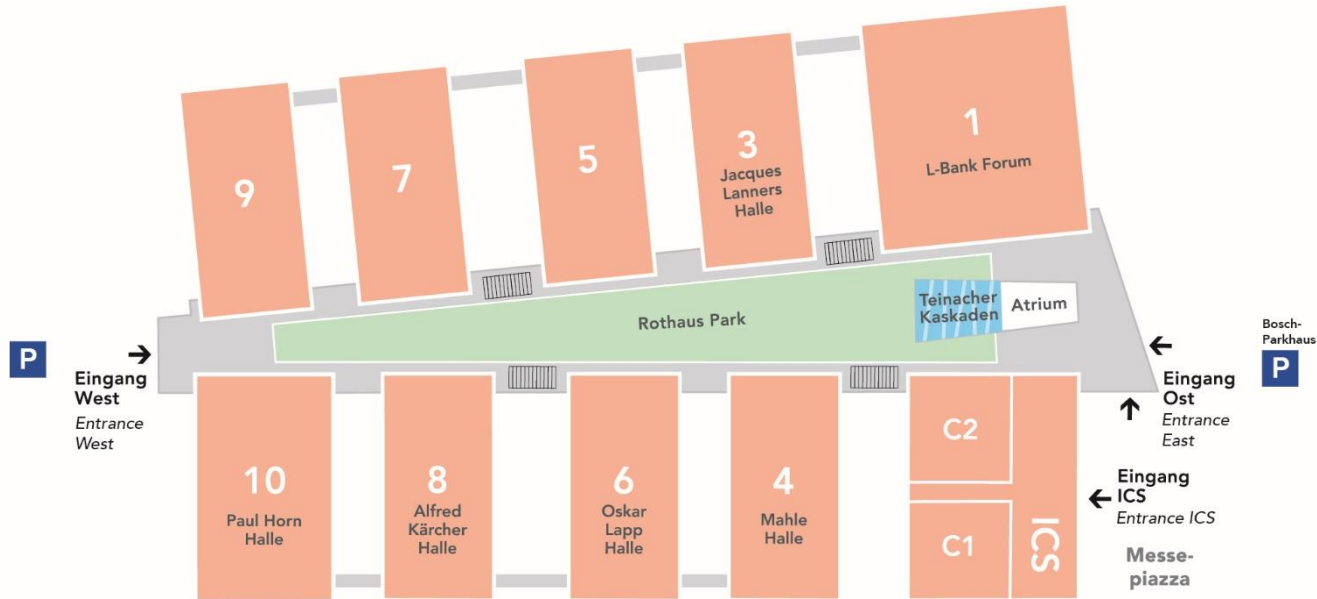 1
L-Bank Forum
3
Jacques
Lanners
Halle
5
7
9
Rothaus Park
Teinacher
Kaskaden
Atrium
P
Eingang
West
Entrance
West
Bosch-
Parkhaus
P
Eingang
Ost
Entrance
East
10
Paul Horn
Halle
8
Alfred
Kärcher
Halle
6
Oskar
Lapp
Halle
4
Mahle
Halle
C2
C1
ICS
Eingang
ICS
Entrance ICS
Messe-
piazza